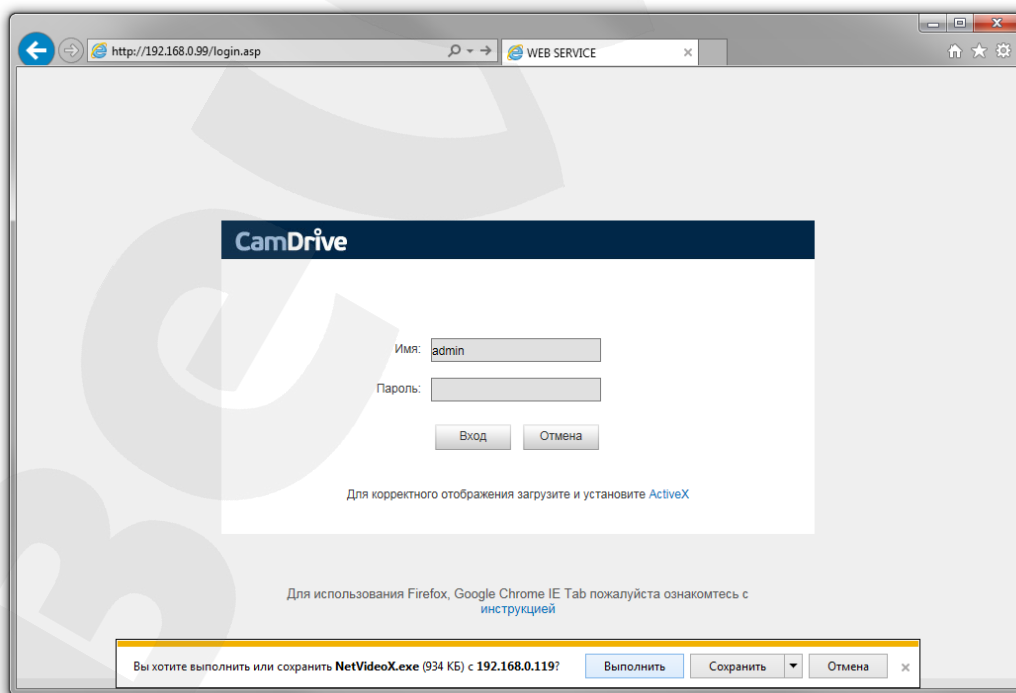 http://192.168.0.99/login.asp
WEB SERVICE
CamDrive
Имя: admin
Пароль:
Вход Отмена
Для корректного отображения загрузите и установите ActiveX
Для использования Firefox, Google Chrome IE Tab пожалуйста ознакомтесь с
инструкцией
Вы хотите выполнить или сохранить NetVideoX.exe (934 КБ) с 192.168.0.119? Выполнить Сохранить Отмена